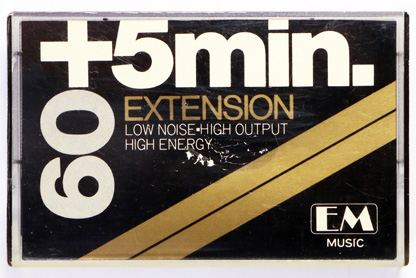 +5min.
60
EXTENSION
LOW NOISE•HIGH OUTPUT
HIGH ENERGY
EM
MUSIC